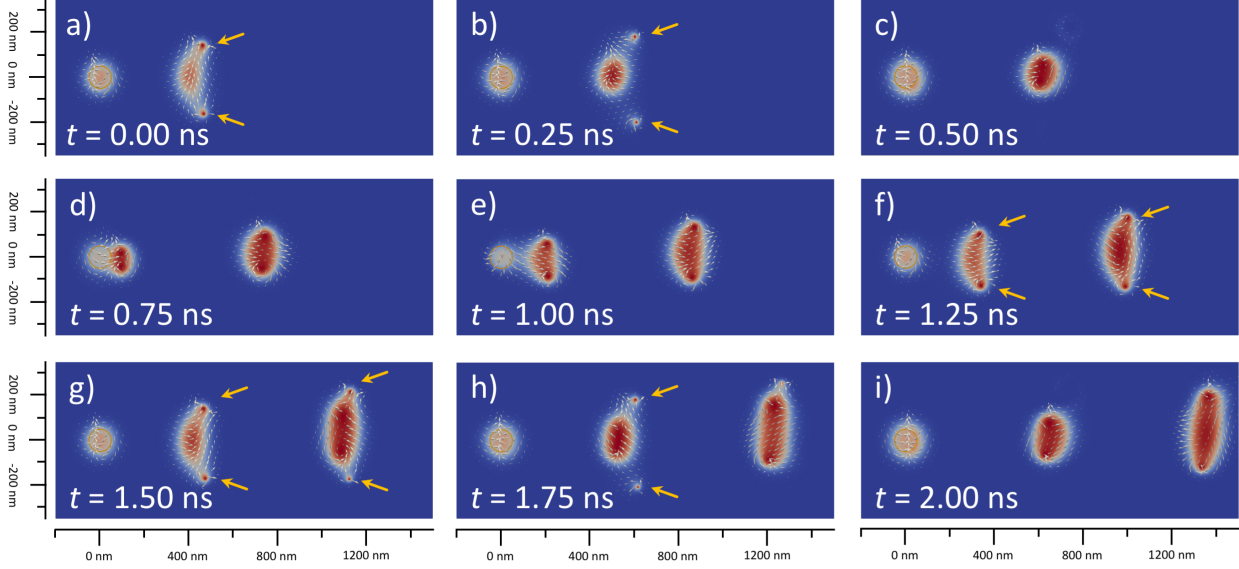 a)
200 nm
0 nm
-200 nm
t = 0.00 ns
b)
t = 0.25 ns
c)
t = 0.50 ns
d)
200 nm
0 nm
-200 nm
t = 0.75 ns
e)
t = 1.00 ns
f)
t = 1.25 ns
g)
200 nm
0 nm
-200 nm
t = 1.50 ns
h)
t = 1.75 ns
i)
t = 2.00 ns
0 nm 400 nm 800 nm 1200 nm
0 nm 400 nm 800 nm 1200 nm
0 nm 400 nm 800 nm 1200 nm